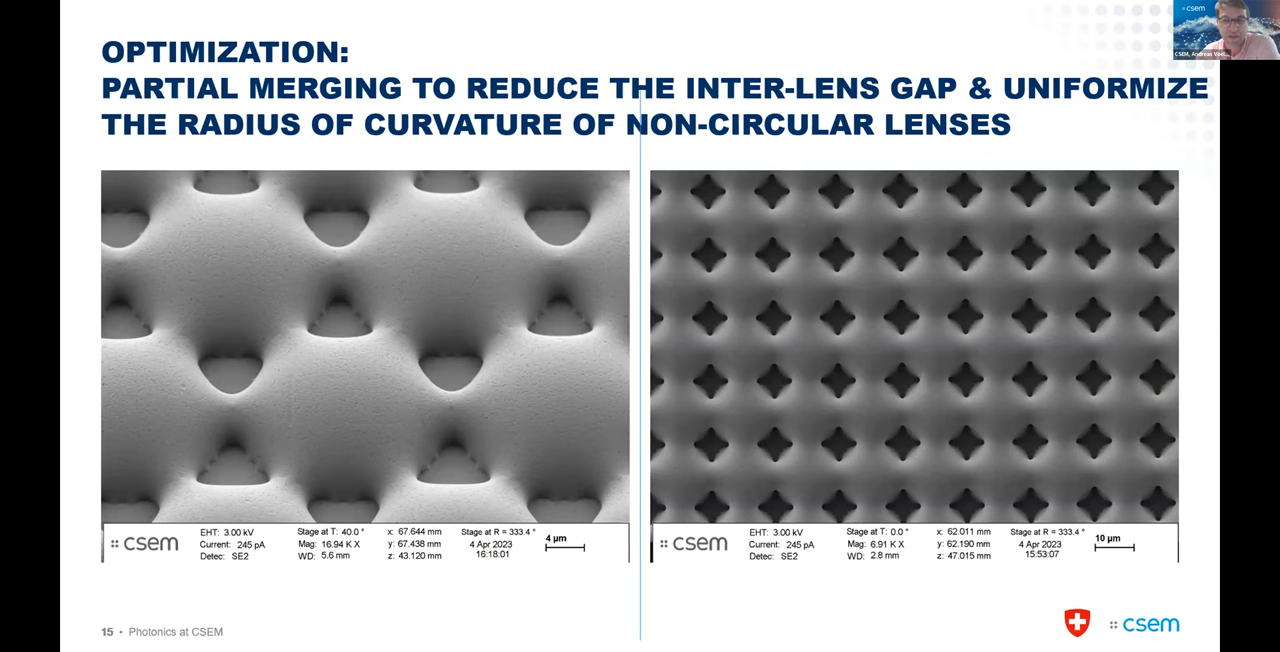 csem
CSEM, Andreas Voel...
OPTIMIZATION:
PARTIAL MERGING TO REDUCE THE INTER-LENS GAP & UNIFORMIZE
THE RADIUS OF CURVATURE OF NON-CIRCULAR LENSES
csem
EHT: 3.00 kV
Current: 245 pA
Detec: SE2
Stage at T: 40.0 °
Mag: 16.94 K X
WD: 5.6 mm
x: 67.644 mm
y: 67.438 mm
z: 43.120 mm
Stage at R = 333.4 °
4 Apr 2023
16:18:01
4 µm
csem
EHT: 3.00 kV
Current: 245 pA
Detec: SE2
Stage at T: 0.0 °
Mag: 6.91 K X
WD: 2.8 mm
x: 62.011 mm
y: 62.190 mm
z: 47.015 mm
Stage at R = 333.4 °
4 Apr 2023
15:53:07
10 µm
15 • Photonics at CSEM
csem